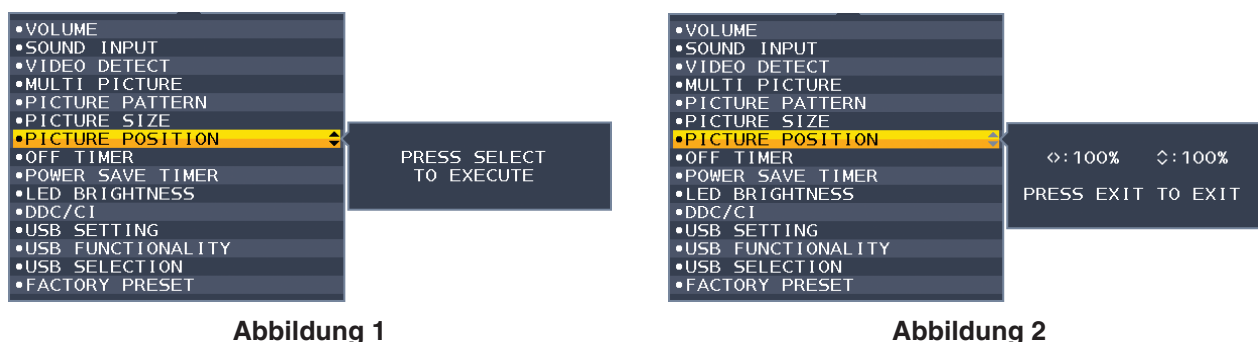 •VOLUME
•SOUND INPUT
•VIDEO DETECT
•MULTI PICTURE
•PICTURE PATTERN
•PICTURE SIZE
•PICTURE POSITION
•OFF TIMER
•POWER SAVE TIMER
•LED BRIGHTNESS
•DDC/CI
•USB SETTING
•USB FUNCTIONALITY
•USB SELECTION
•FACTORY PRESET
PRESS SELECT
TO EXECUTE
Abbildung 1
•VOLUME
•SOUND INPUT
•VIDEO DETECT
•MULTI PICTURE
•PICTURE PATTERN
•PICTURE SIZE
•PICTURE POSITION
•OFF TIMER
•POWER SAVE TIMER
•LED BRIGHTNESS
•DDC/CI
•USB SETTING
•USB FUNCTIONALITY
•USB SELECTION
•FACTORY PRESET
:100% :100%
PRESS EXIT TO EXIT
Abbildung 2